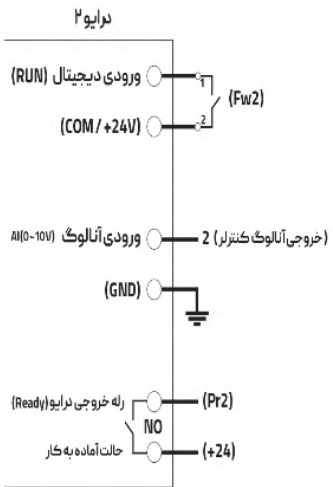 درایو۲
ورودی دیجیتال (RUN)
1
(Fw2)
(COM / +24V)
2
ورودی آنالوگ AI(0~10V)
2 (خروجی آنالوگ کنترلر)
(GND)
رله خروجی درایو (Ready)
(Pr2)
NO
حالت آماده به کار
(+24)